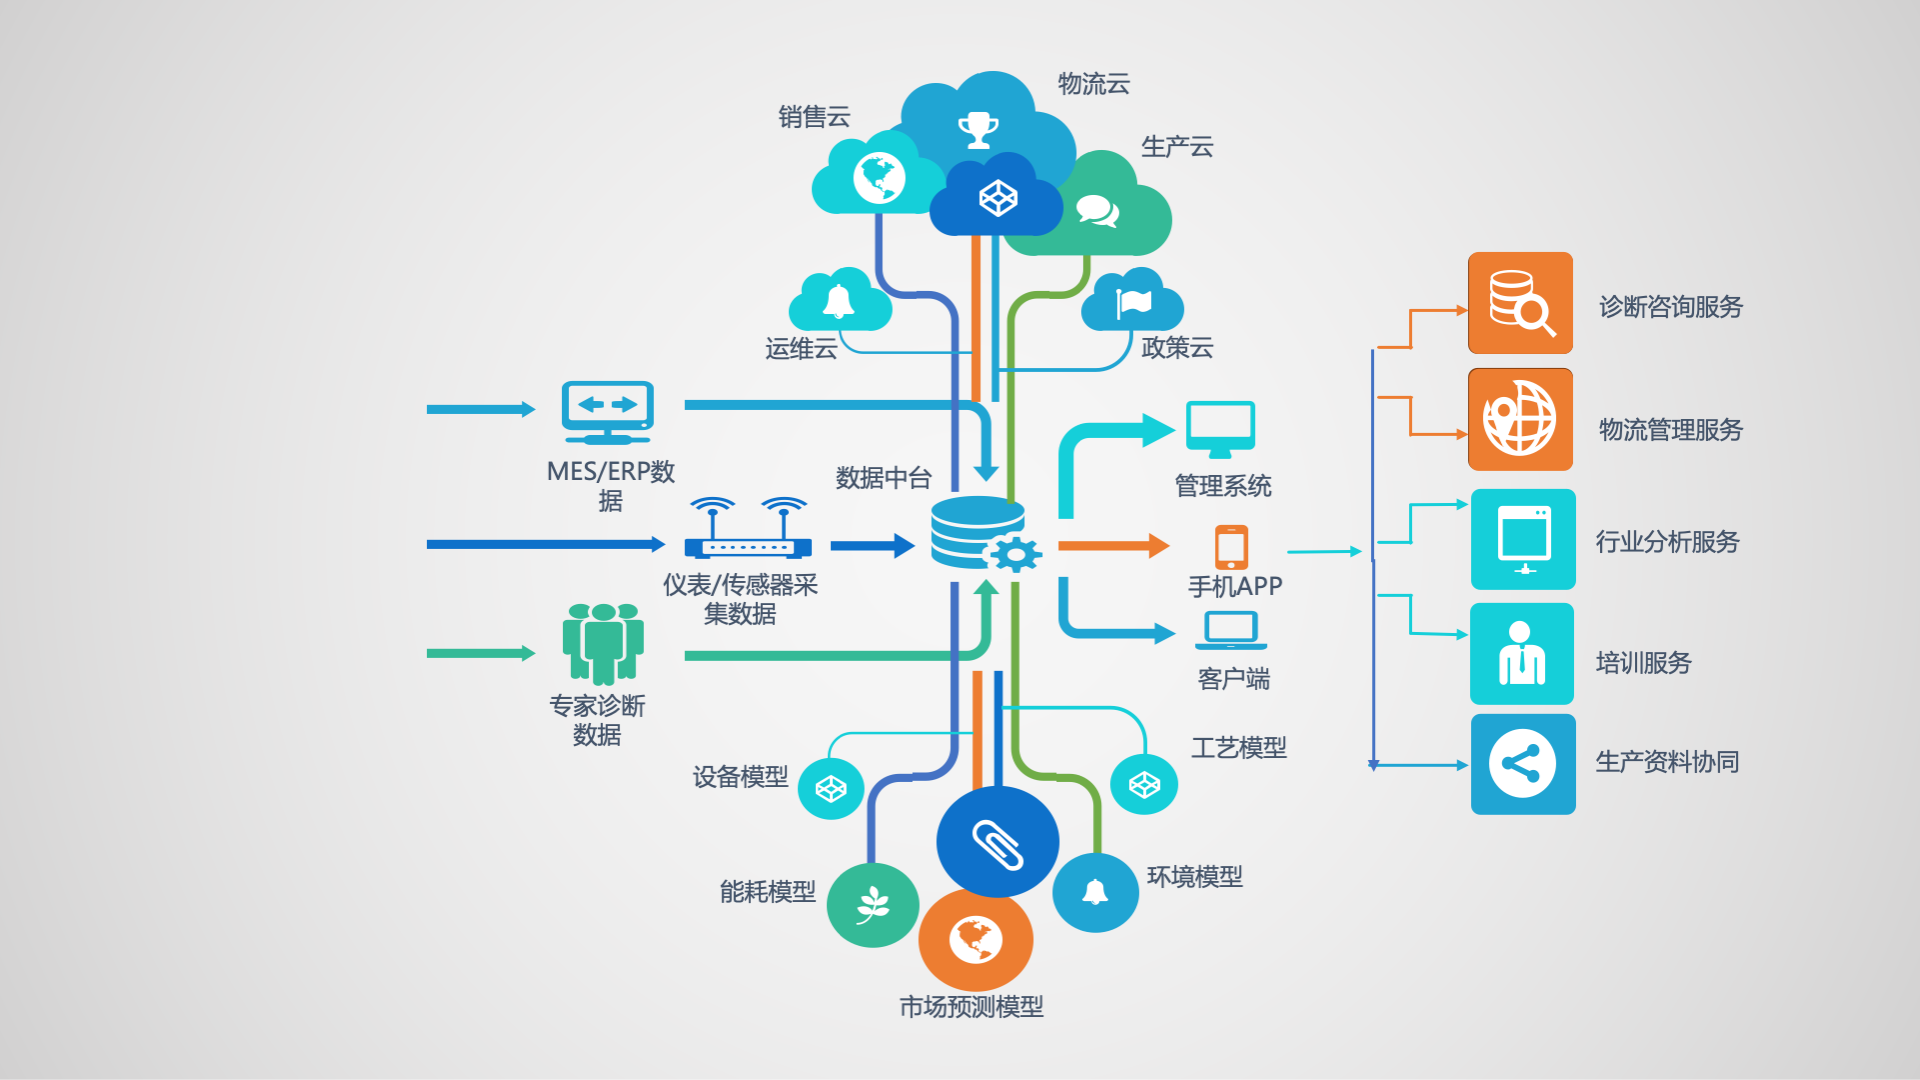 物流云
销售云
生产云
运维云
政策云
MES/ERP数
据
数据中台
仪表/传感器采
集数据
专家诊断
数据
管理系统
手机APP
客户端
诊断咨询服务
物流管理服务
行业分析服务
培训服务
生产资料协同
设备模型
工艺模型
能耗模型
环境模型
市场预测模型